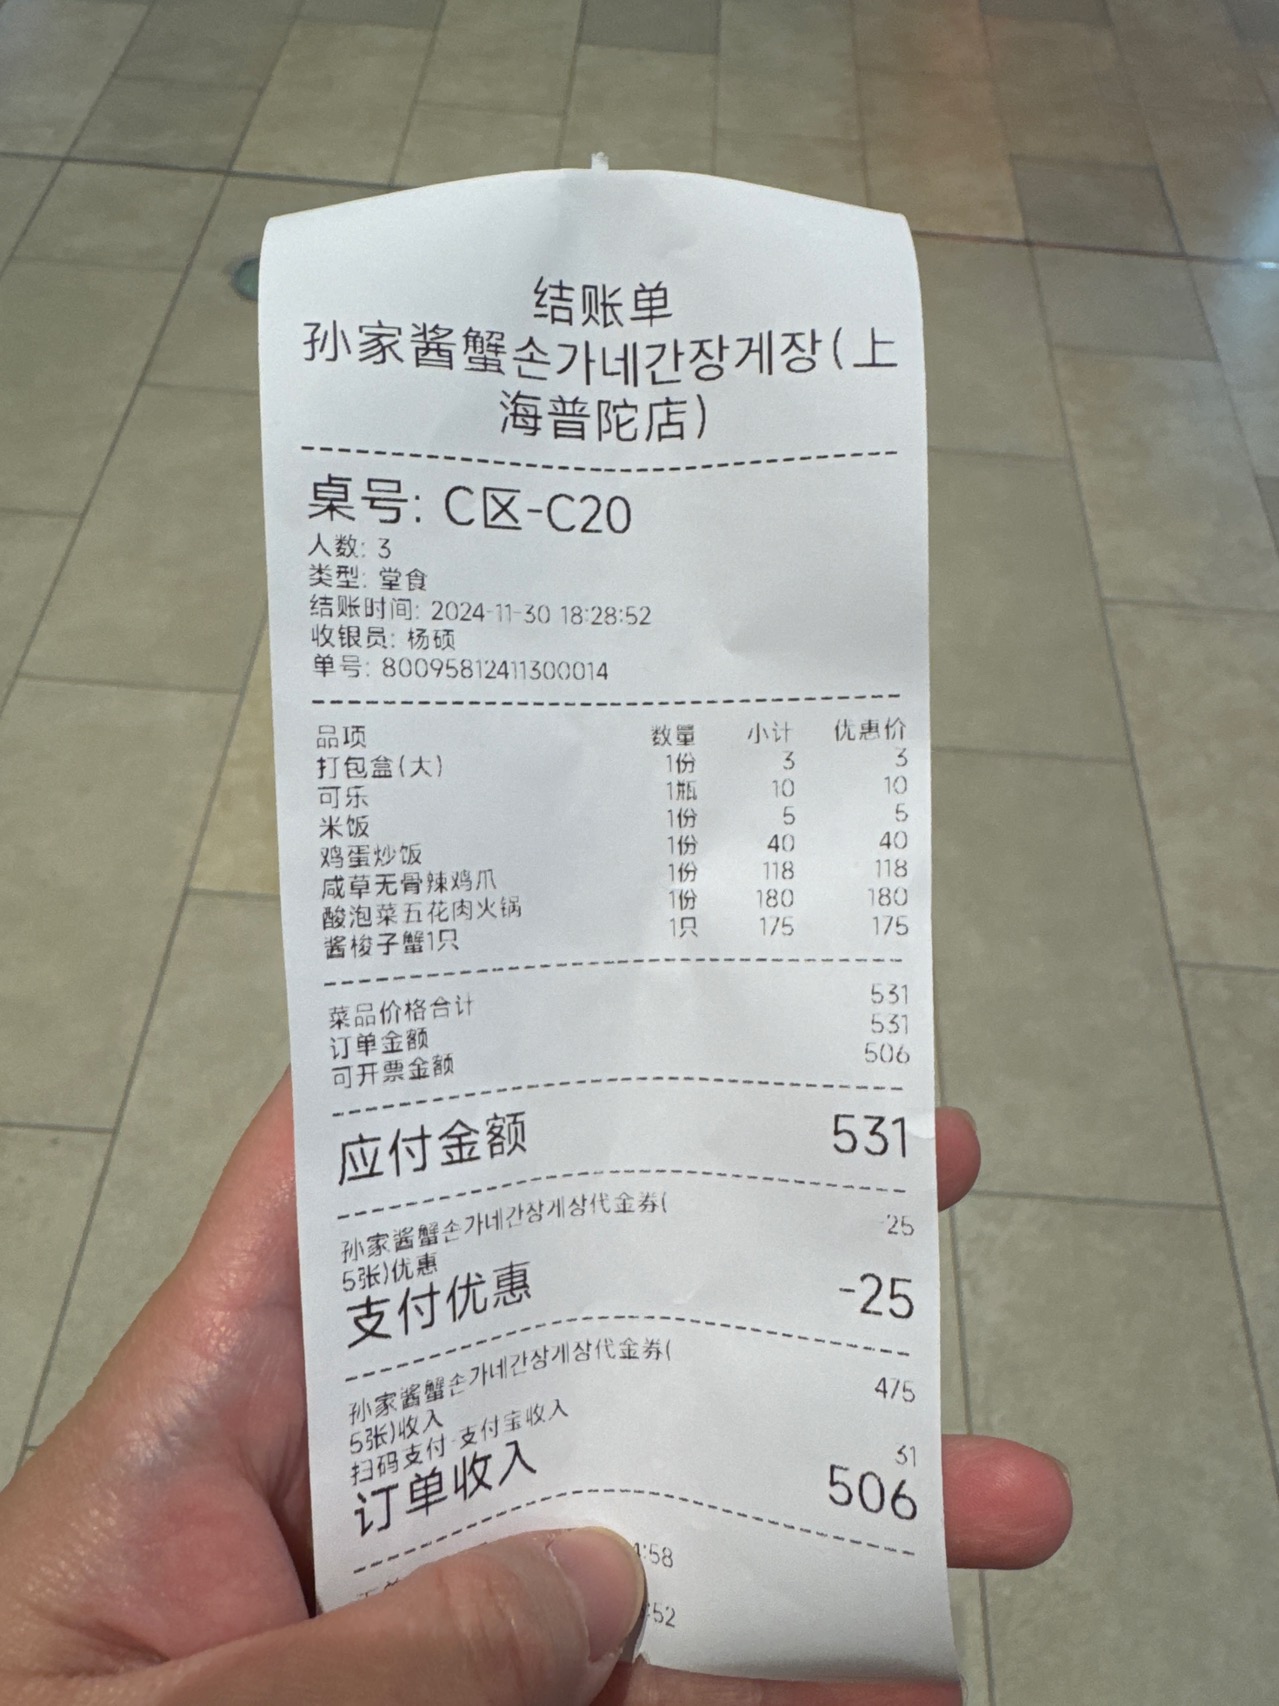 结账单
孙家酱蟹손가네간장게장(上
海普陀店)
桌号: C区-C20
人数: 3
类型: 堂食
结账时间: 2024-11-30 18:28:52
收银员: 杨硕
单号: 80095812411300014
品项 数量 小计 优惠价
打包盒(大) 1份 3 3
可乐 1瓶 10 10
米饭 1份 5 5
鸡蛋炒饭 1份 40 40
咸草无骨辣鸡爪 1份 118 118
酸泡菜五花肉火锅 1份 180 180
酱梭子蟹1只 1只 175 175
菜品价格合计 531
订单金额 531
可开票金额 506
应付金额 531
孙家酱蟹손가네간장게장代金券( -25
5张)优惠
支付优惠 -25
孙家酱蟹손가네간장게장代金券( 475
5张)收入
扫码支付-支付宝收入 31
订单收入 506
:58
:52